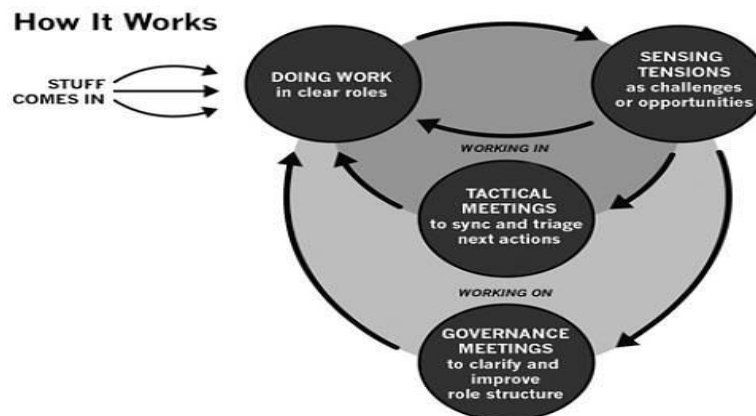 How It Works
STUFF
COMES IN
DOING WORK
in clear roles
SENSING
TENSIONS
as challenges
or opportunities
WORKING IN
TACTICAL
MEETINGS
to sync and triage
next actions
WORKING ON
GOVERNANCE
MEETINGS
to clarify and
improve
role structure